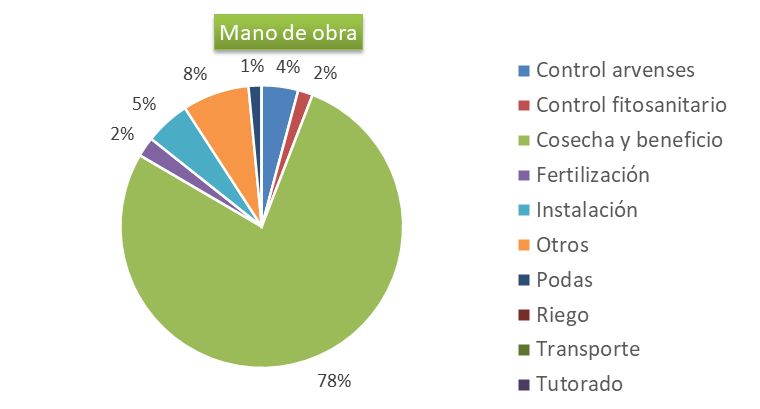 Mano de obra
1%
4%
2%
8%
5%
2%
78%
Control arvenses
Control fitosanitario
Cosecha y beneficio
Fertilización
Instalación
Otros
Podas
Riego
Transporte
Tutorado